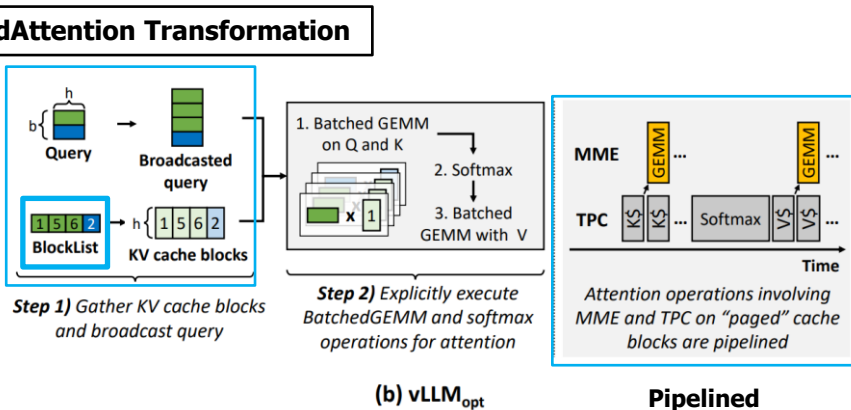 dAttention Transformation
h
b
Query
Broadcasted
query
1 5 6 2
BlockList
h
1 5 6 2
KV cache blocks
Step 1) Gather KV cache blocks
and broadcast query
1. Batched GEMM
on Q and K
2. Softmax
3. Batched
GEMM with V
x 1
Step 2) Explicitly execute
BatchedGEMM and softmax
operations for attention
(b) vLLMopt
MME
GEMM
...
GEMM
...
TPC
K$
K$
...
Softmax
V$
V$
...
Time
Attention operations involving
MME and TPC on “paged” cache
blocks are pipelined
Pipelined